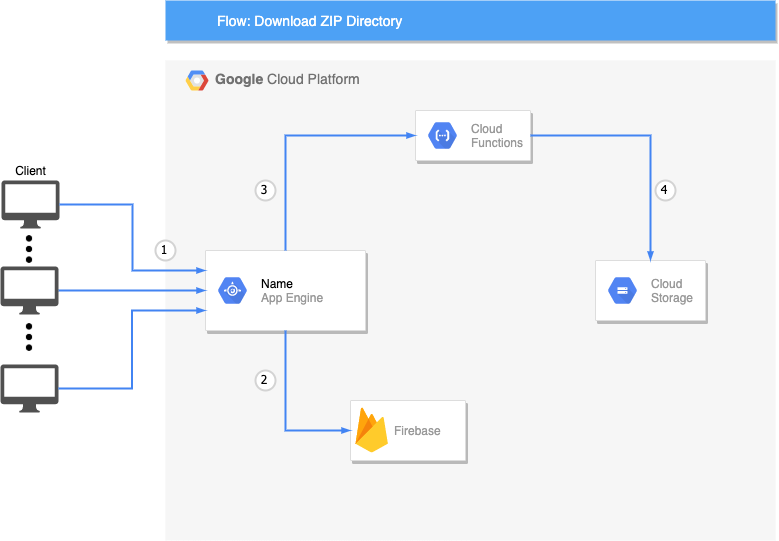 Flow: Download ZIP Directory
Google Cloud Platform
Cloud
Functions
Client
3
4
1
Name
App Engine
Cloud
Storage
2
Firebase